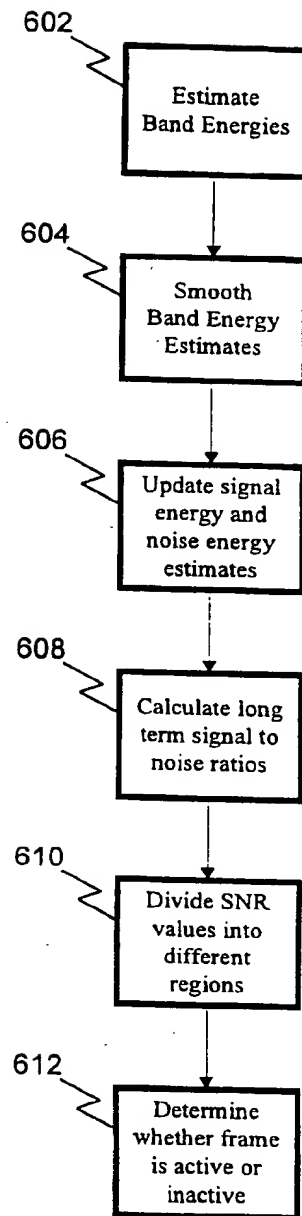 602
Estimate
Band Energies
604
Smooth
Band Energy
Estimates
606
Update signal
energy and
noise energy
estimates
608
Calculate long
term signal to
noise ratios
610
Divide SNR
values into
different
regions
612
Determine
whether frame
is active or
inactive